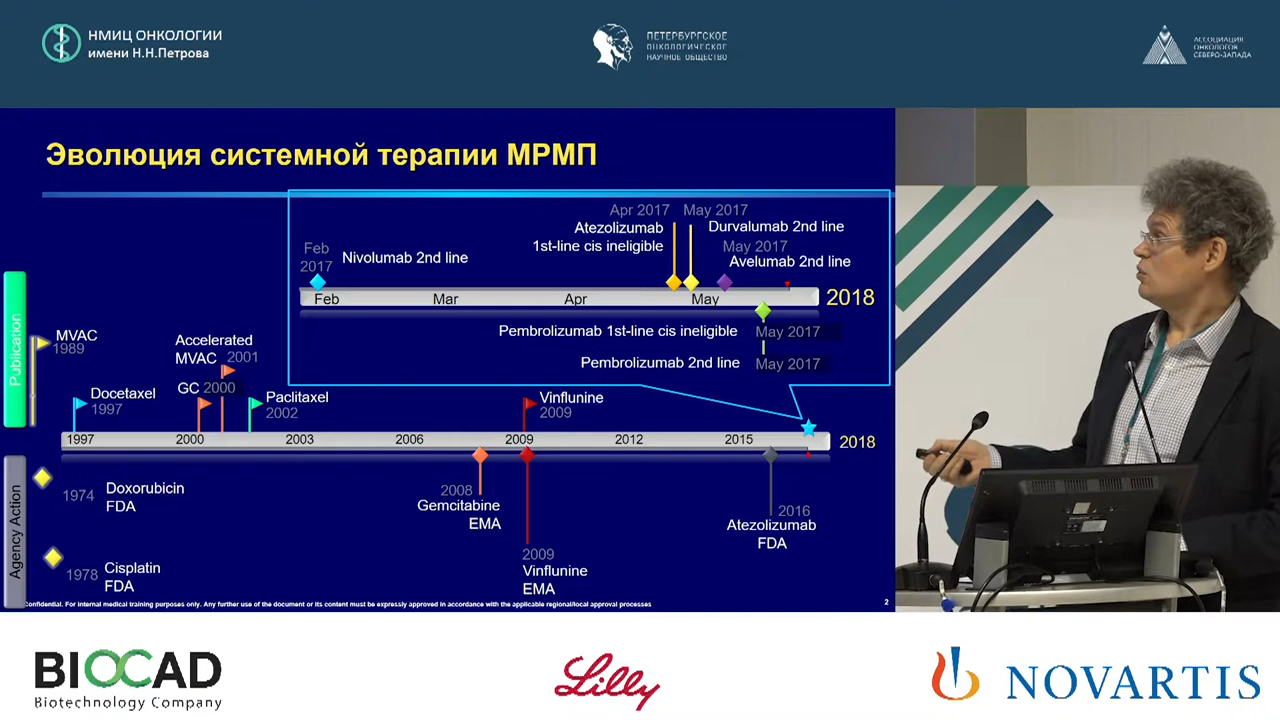 НМИЦ ОНКОЛОГИИ
имени Н.Н.Петрова
ПЕТЕРБУРГСКОЕ
ОНКОЛОГИЧЕСКОЕ
НАУЧНОЕ ОБЩЕСТВО
АССОЦИАЦИЯ
ОНКОЛОГОВ
СЕВЕРО-ЗАПАДА
Эволюция системной терапии МРМП
Apr 2017
May 2017
Atezolizumab
1st-line cis ineligible
Durvalumab 2nd line
May 2017
Avelumab 2nd line
Feb
2017
Nivolumab 2nd line
Feb
Mar
Apr
May
2018
Pembrolizumab 1st-line cis ineligible
May 2017
Pembrolizumab 2nd line
May 2017
Publication
MVAC
1989
Docetaxel
1997
Accelerated
MVAC 2001
GC 2000
Paclitaxel
2002
Vinflunine
2009
1997
2000
2003
2006
2009
2012
2015
2018
Agency Action
1974
Doxorubicin
FDA
1978
Cisplatin
FDA
2008
Gemcitabine
EMA
2009
Vinflunine
EMA
2016
Atezolizumab
FDA
confidential. For internal medical training purposes only. Any further use of the document or its content must be expressly approved in accordance with the applicable regional/local approval processes
2
BIOCAD
Biotechnology Company
Lilly
NOVARTIS